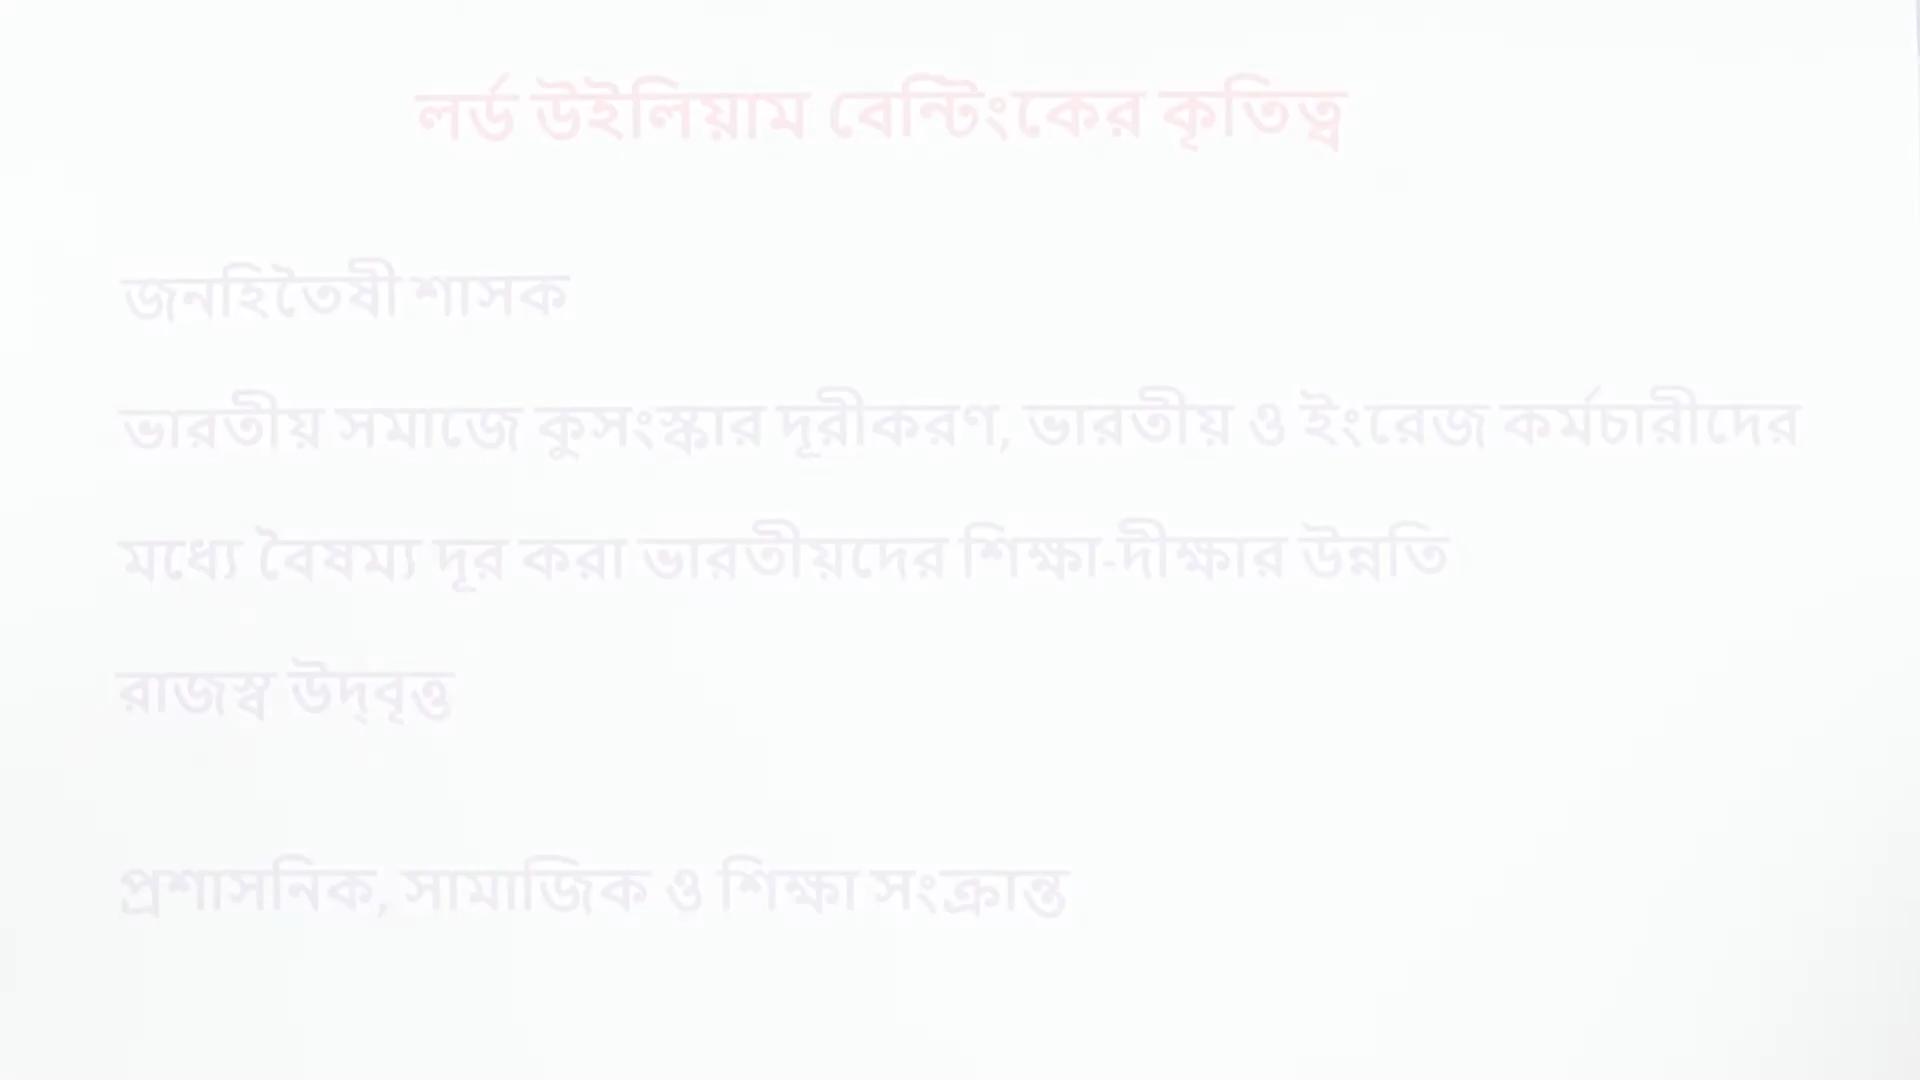 লর্ড উইলিয়াম বেন্টিংকের কৃতিত্ব
জনহিতৈষী শাসক
ভারতীয় সমাজে কুসংস্কার দূরীকরণ, ভারতীয় ও ইংরেজ কর্মচারীদের
মধ্যে বৈষম্য দূর করা ভারতীয়দের শিক্ষা-দীক্ষার উন্নতি
রাজস্ব উদ্‌বৃত্ত
প্রশাসনিক, সামাজিক ও শিক্ষা সংক্রান্ত